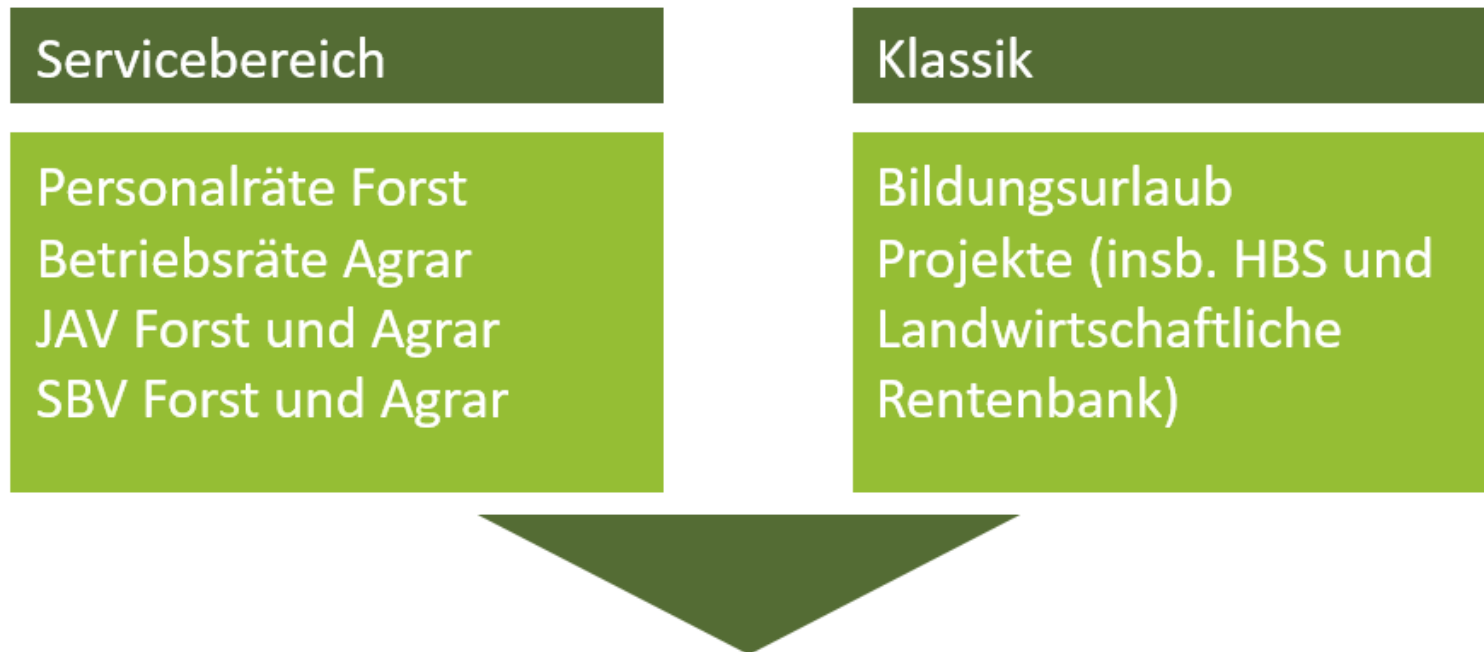 Servicebereich
Personalräte Forst
Betriebsräte Agrar
JAV Forst und Agrar
SBV Forst und Agrar
Klassik
Bildungsurlaub
Projekte (insb. HBS und
Landwirtschaftliche
Rentenbank)